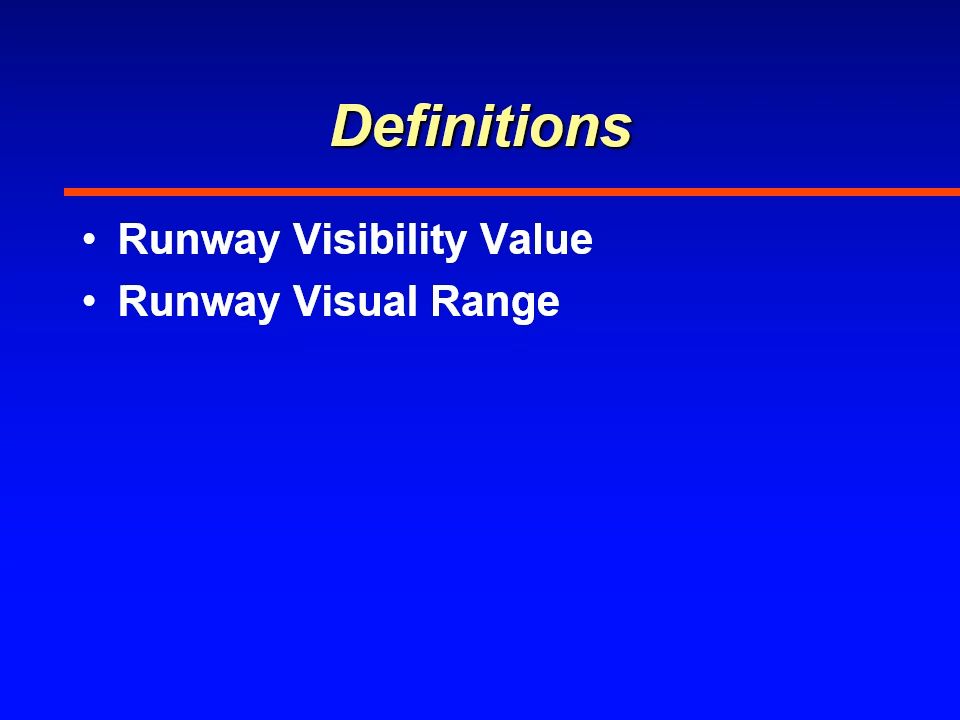 Definitions
• Runway Visibility Value
• Runway Visual Range